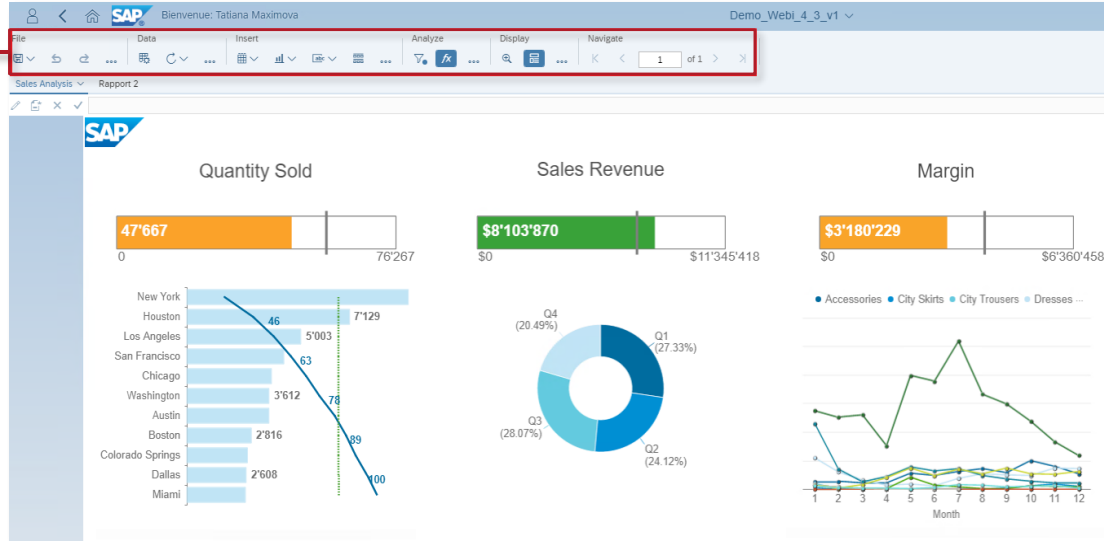 SAP Bienvenue: Tatiana Maximova Demo_Webi_4_3_v1
File Data Insert Analyze Display Navigate
abc fx 1 of 1
Sales Analysis Rapport 2
SAP
Quantity Sold
47'667
0 76'267
New York
Houston 7'129
Los Angeles 5'003
San Francisco
Chicago
Washington 3'612
Austin
Boston 2'816
Colorado Springs
Dallas 2'608
Miami
46
63
78
89
100
Sales Revenue
$8'103'870
$0 $11'345'418
Q4
(20.49%)
Q1
(27.33%)
Q3
(28.07%)
Q2
(24.12%)
Margin
$3'180'229
$0 $6'360'458
Accessories City Skirts City Trousers Dresses ...
1 2 3 4 5 6 7 8 9 10 11 12
Month